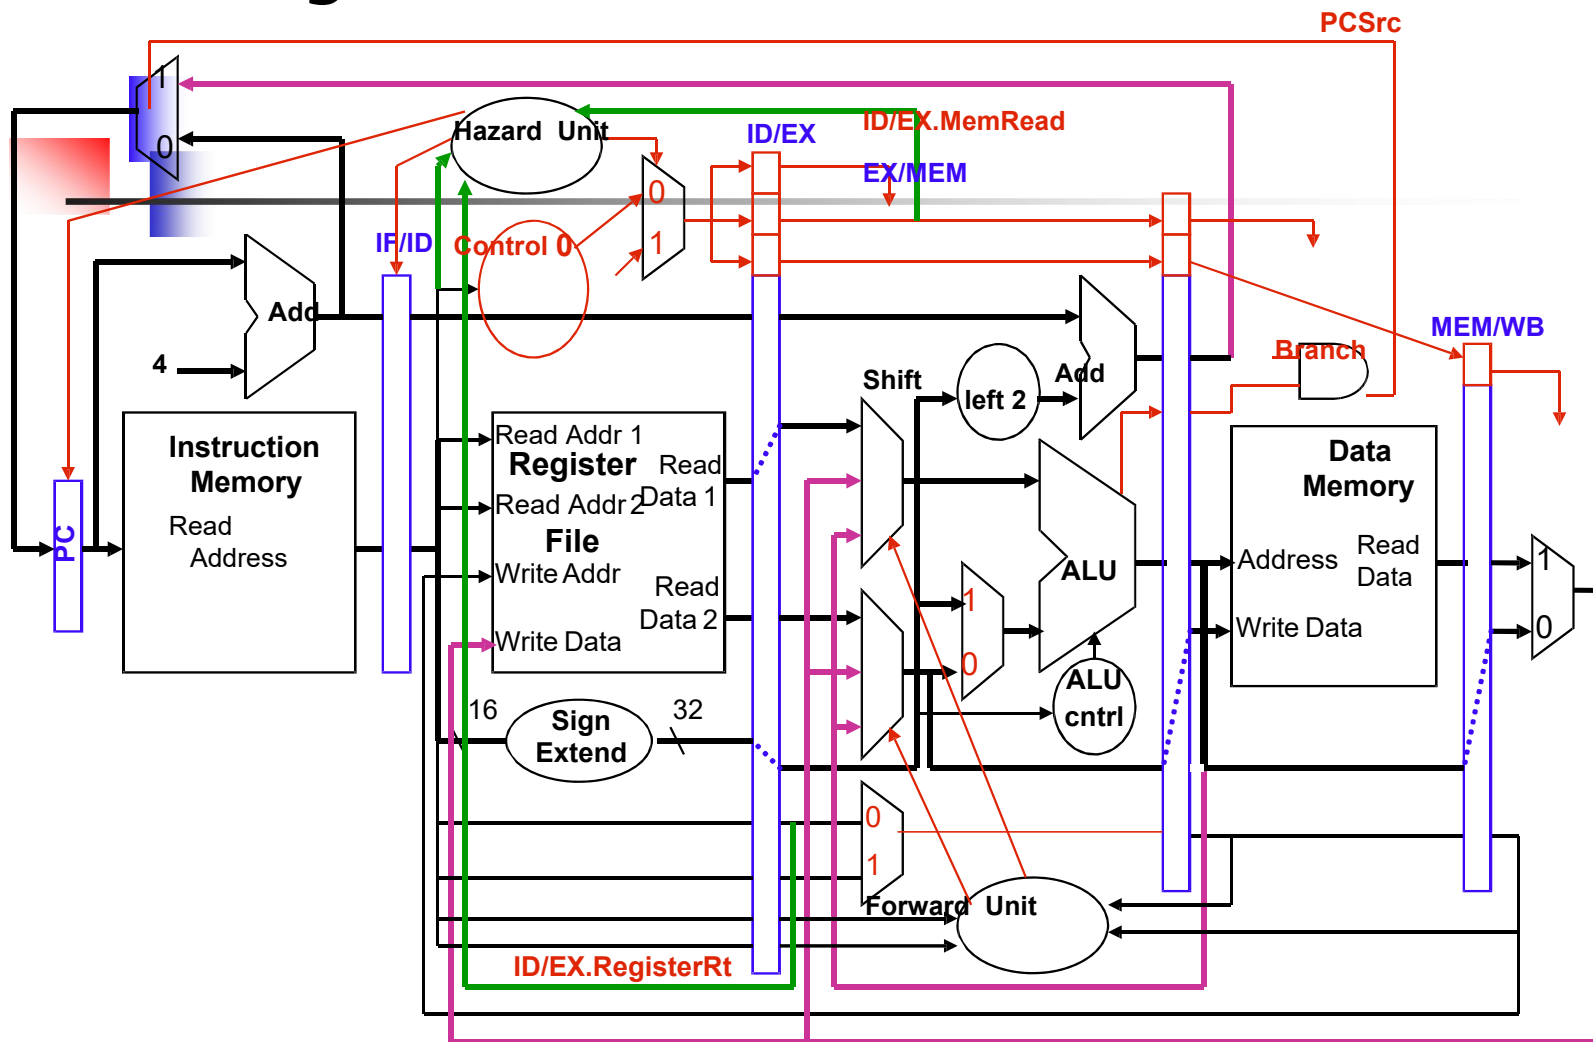 PCSrc
1
0
Hazard Unit
ID/EX
ID/EX.MemRead
EX/MEM
0
1
IF/ID
Control 0
Add
4
MEM/WB
Branch
Shift
left 2
Add
Instruction
Memory
Read
Address
PC
Read Addr 1
Register
Read
Data 1
Read Addr 2
File
Write Addr
Read
Data 2
Write Data
16
Sign
Extend
32
1
0
ALU
ALU
cntrl
Data
Memory
Address
Read
Data
Write Data
1
0
0
1
Forward Unit
ID/EX.RegisterRt